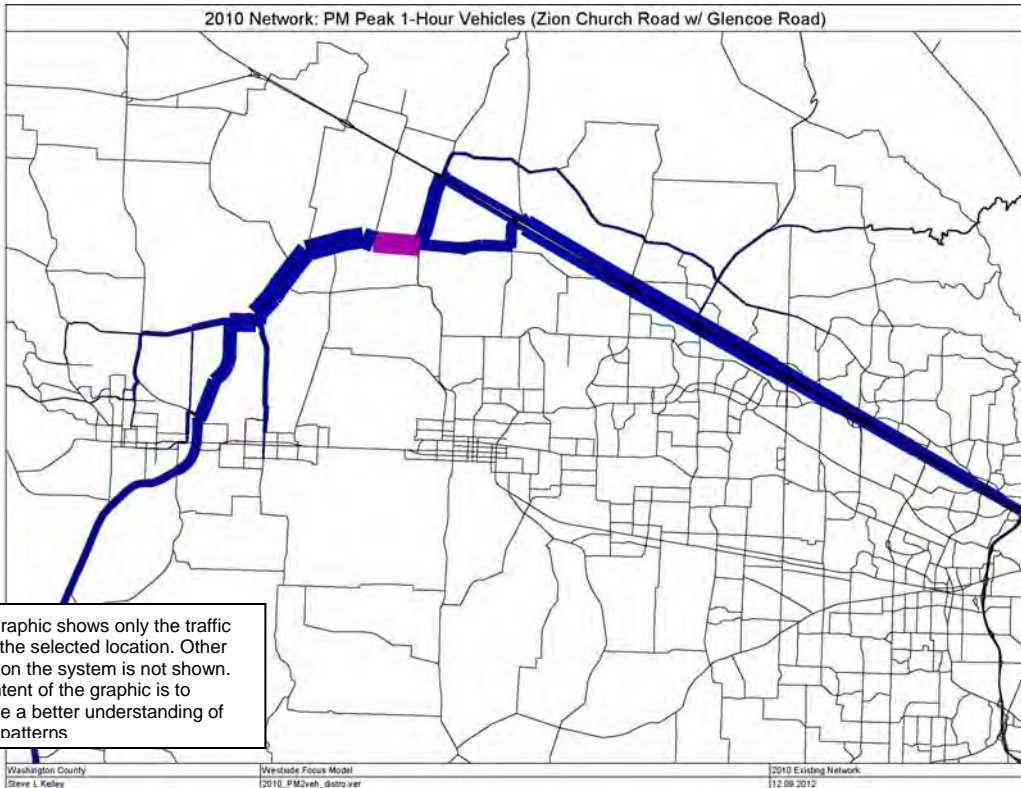 2010 Network: PM Peak 1-Hour Vehicles (Zion Church Road w/ Glencoe Road)
raphic shows only the traffic
the selected location. Other
on the system is not shown.
tent of the graphic is to
e a better understanding of
patterns
Washington County
Westside Focus Model
2010 Existing Network
Steve L Kelley
2010_PM2veh_distro.ver
12.09.2012